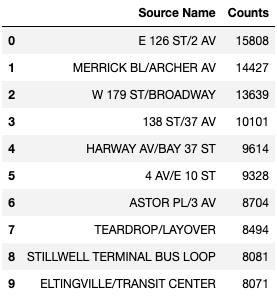 Source Name Counts
0 E 126 ST/2 AV 15808
1 MERRICK BL/ARCHER AV 14427
2 W 179 ST/BROADWAY 13639
3 138 ST/37 AV 10101
4 HARWAY AV/BAY 37 ST 9614
5 4 AV/E 10 ST 9328
6 ASTOR PL/3 AV 8704
7 TEARDROP/LAYOVER 8494
8 STILLWELL TERMINAL BUS LOOP 8081
9 ELTINGVILLE/TRANSIT CENTER 8071